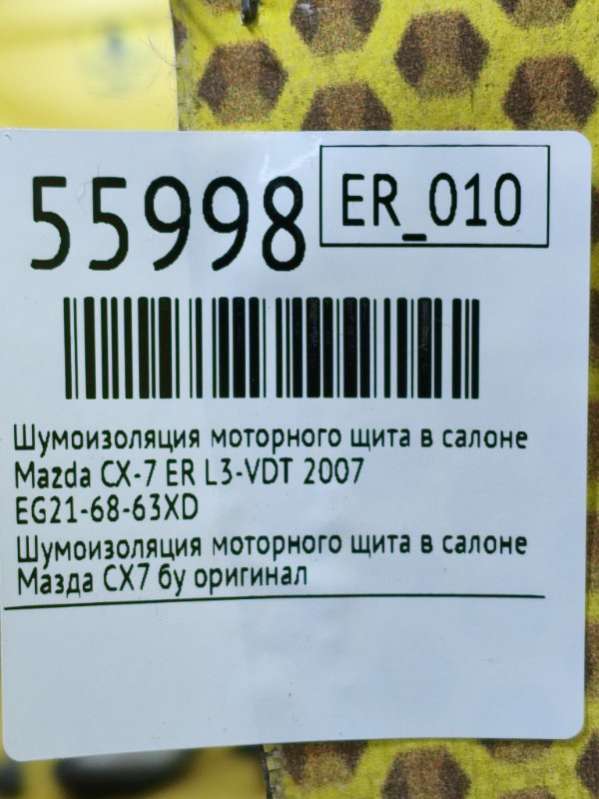 55998
ER_010
Шумоизоляция моторного щита в салоне
Mazda CX-7 ER L3-VDT 2007
EG21-68-63XD
Шумоизоляция моторного щита в салоне
Мазда СХ7 бу оригинал